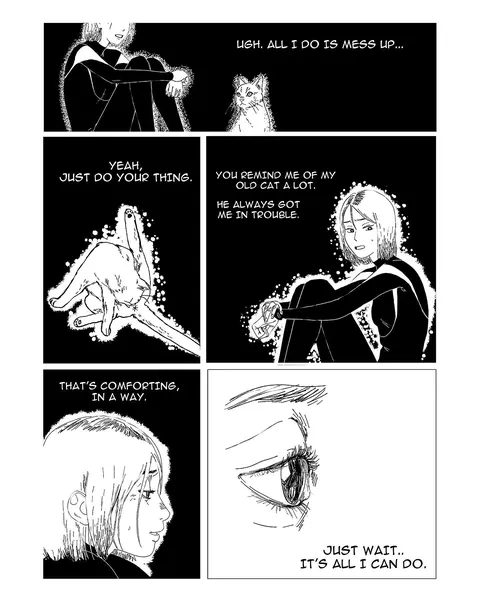 UGH. ALL I DO IS MESS UP...
YEAH,
JUST DO YOUR THING.
YOU REMIND ME OF MY
OLD CAT A LOT.
HE ALWAYS GOT
ME IN TROUBLE.
THAT'S COMFORTING,
IN A WAY.
JUST WAIT..
IT'S ALL I CAN DO.